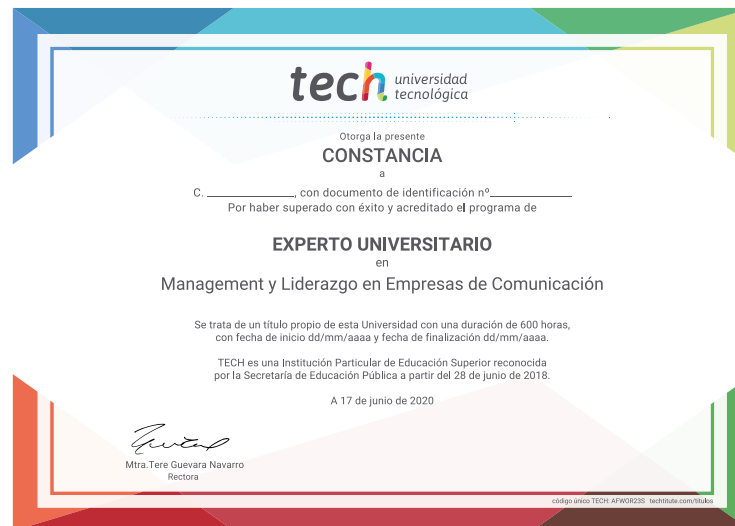 tech universidad
tecnológica
Otorga la presente
CONSTANCIA
a
C. ________________, con documento de identificación nº______________
Por haber superado con éxito y acreditado el programa de
EXPERTO UNIVERSITARIO
en
Management y Liderazgo en Empresas de Comunicación
Se trata de un título propio de esta Universidad con una duración de 600 horas,
con fecha de inicio dd/mm/aaaa y fecha de finalización dd/mm/aaaa.
TECH es una Institución Particular de Educación Superior reconocida
por la Secretaría de Educación Pública a partir del 28 de junio de 2018.
A 17 de junio de 2020
Mtra.Tere Guevara Navarro
Rectora
código único TECH: AFWOR23S techtitute.com/titulos